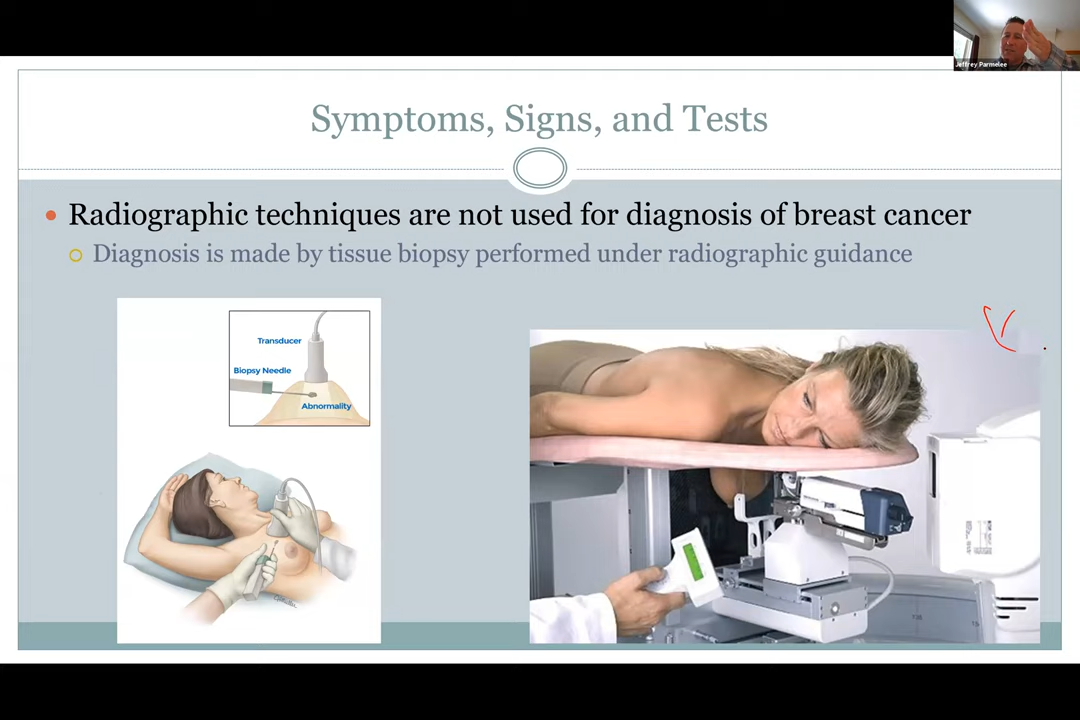 Jeffrey Parmelee
Symptoms, Signs, and Tests
Radiographic techniques are not used for diagnosis of breast cancer
Diagnosis is made by tissue biopsy performed under radiographic guidance
Transducer
Biopsy Needle
Abnormality